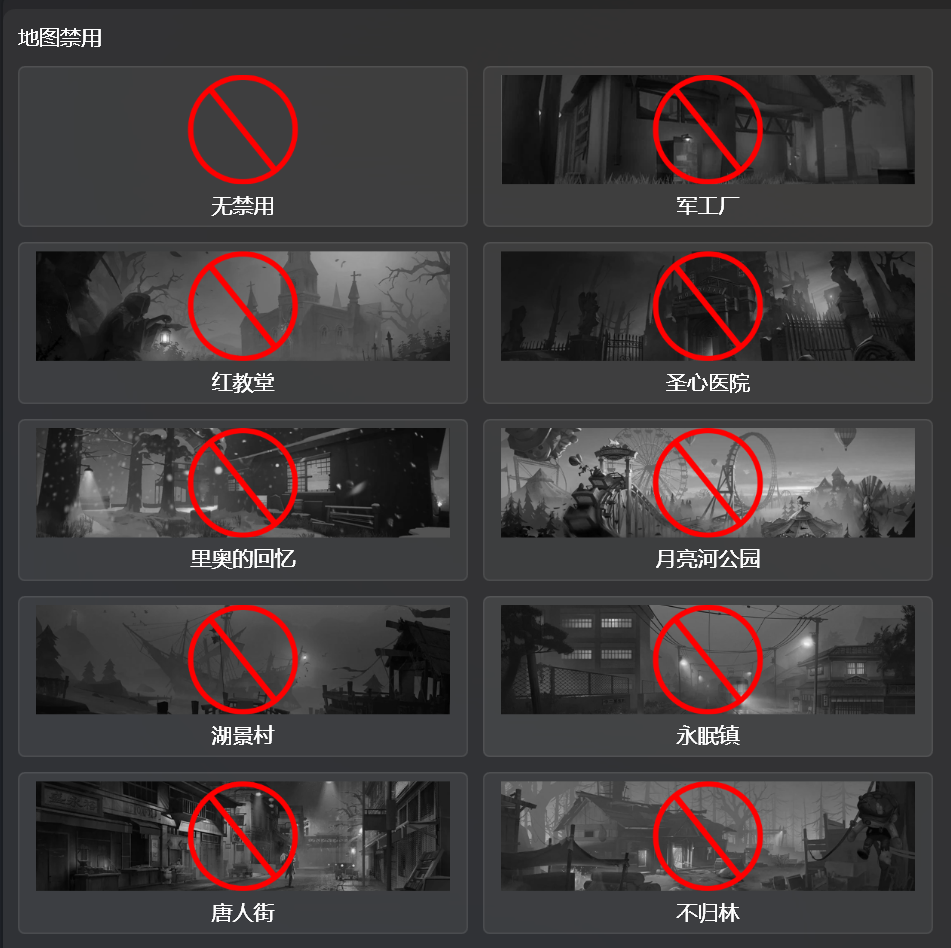 地图禁用
无禁用
军工厂
红教堂
圣心医院
里奥的回忆
月亮河公园
湖景村
永眠镇
唐人街
不归林